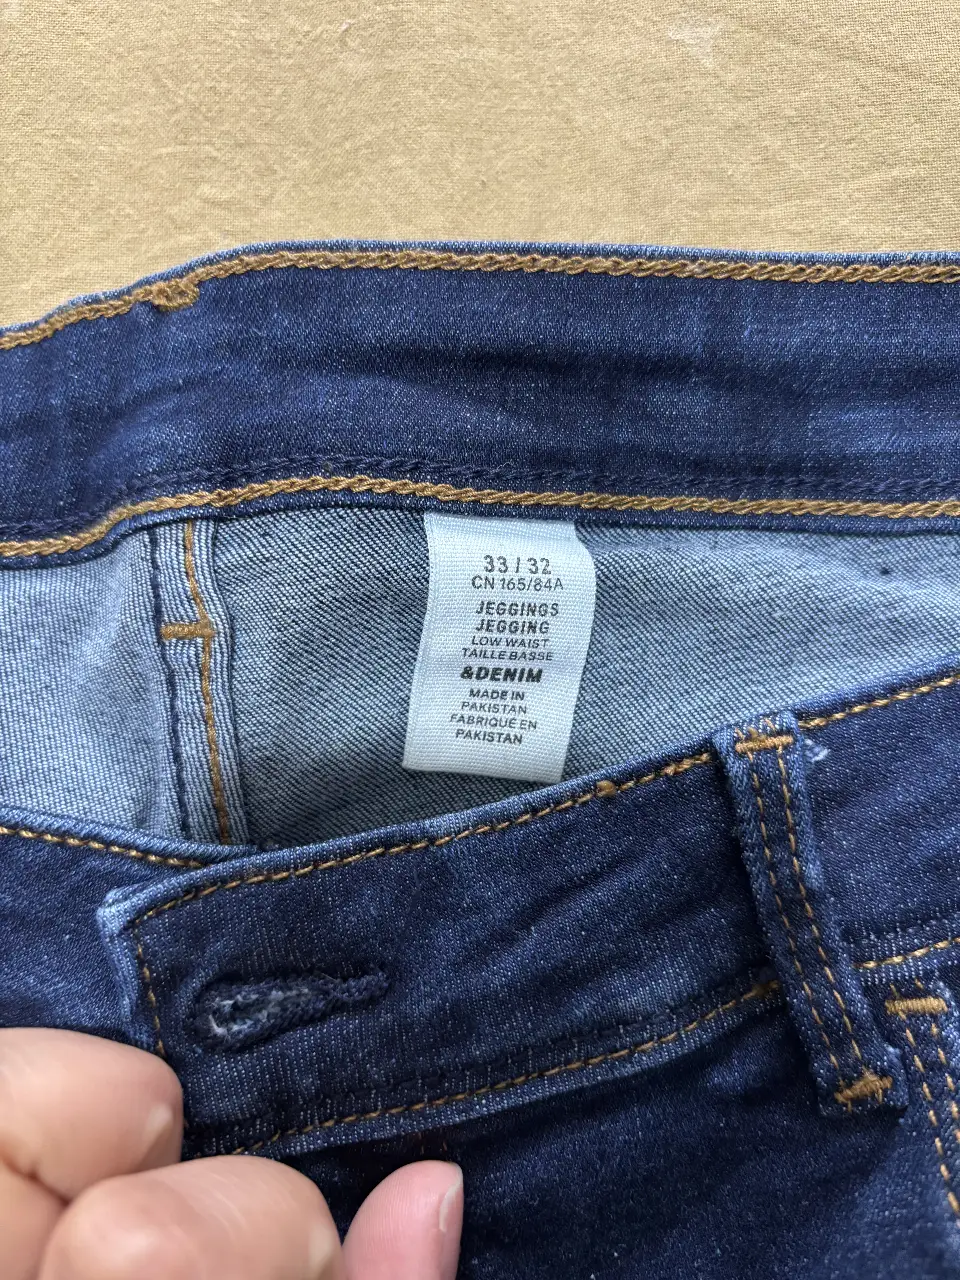 33 / 32
CN 165/84A
JEGGINGS
JEGGING
LOW WAIST
TAILLE BASSE
&DENIM
MADE IN
PAKISTAN
FABRIQUÉ EN
PAKISTAN